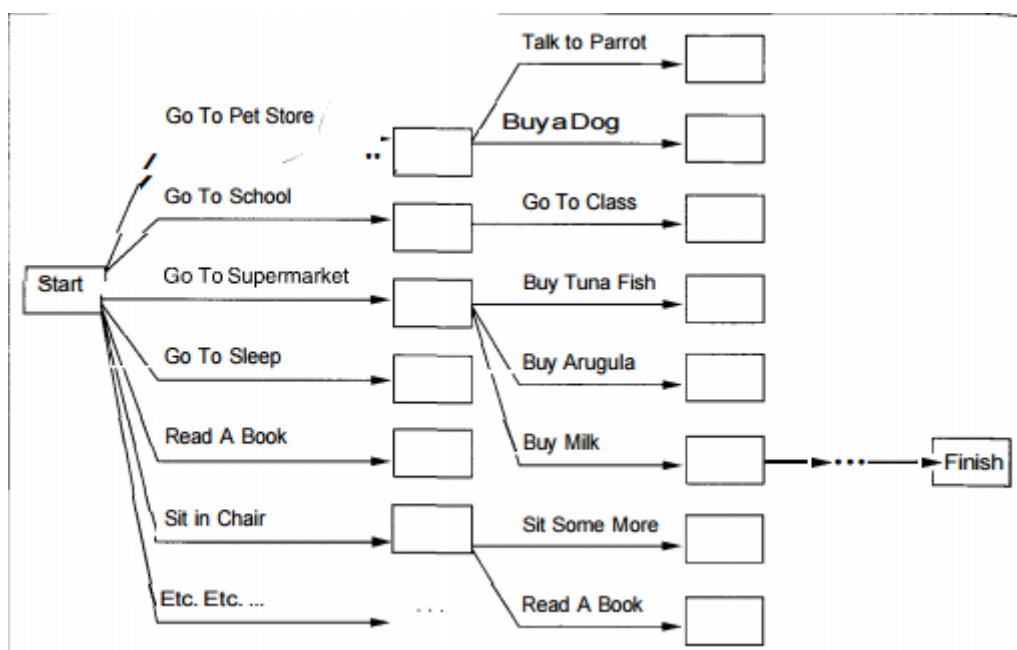 Talk to Parrot
Go To Pet Store
Buy a Dog
Go To School
Go To Class
Start
Go To Supermarket
Buy Tuna Fish
Go To Sleep
Buy Arugula
Read A Book
Buy Milk
...
Finish
Sit in Chair
Sit Some More
Etc. Etc. ...
...
Read A Book